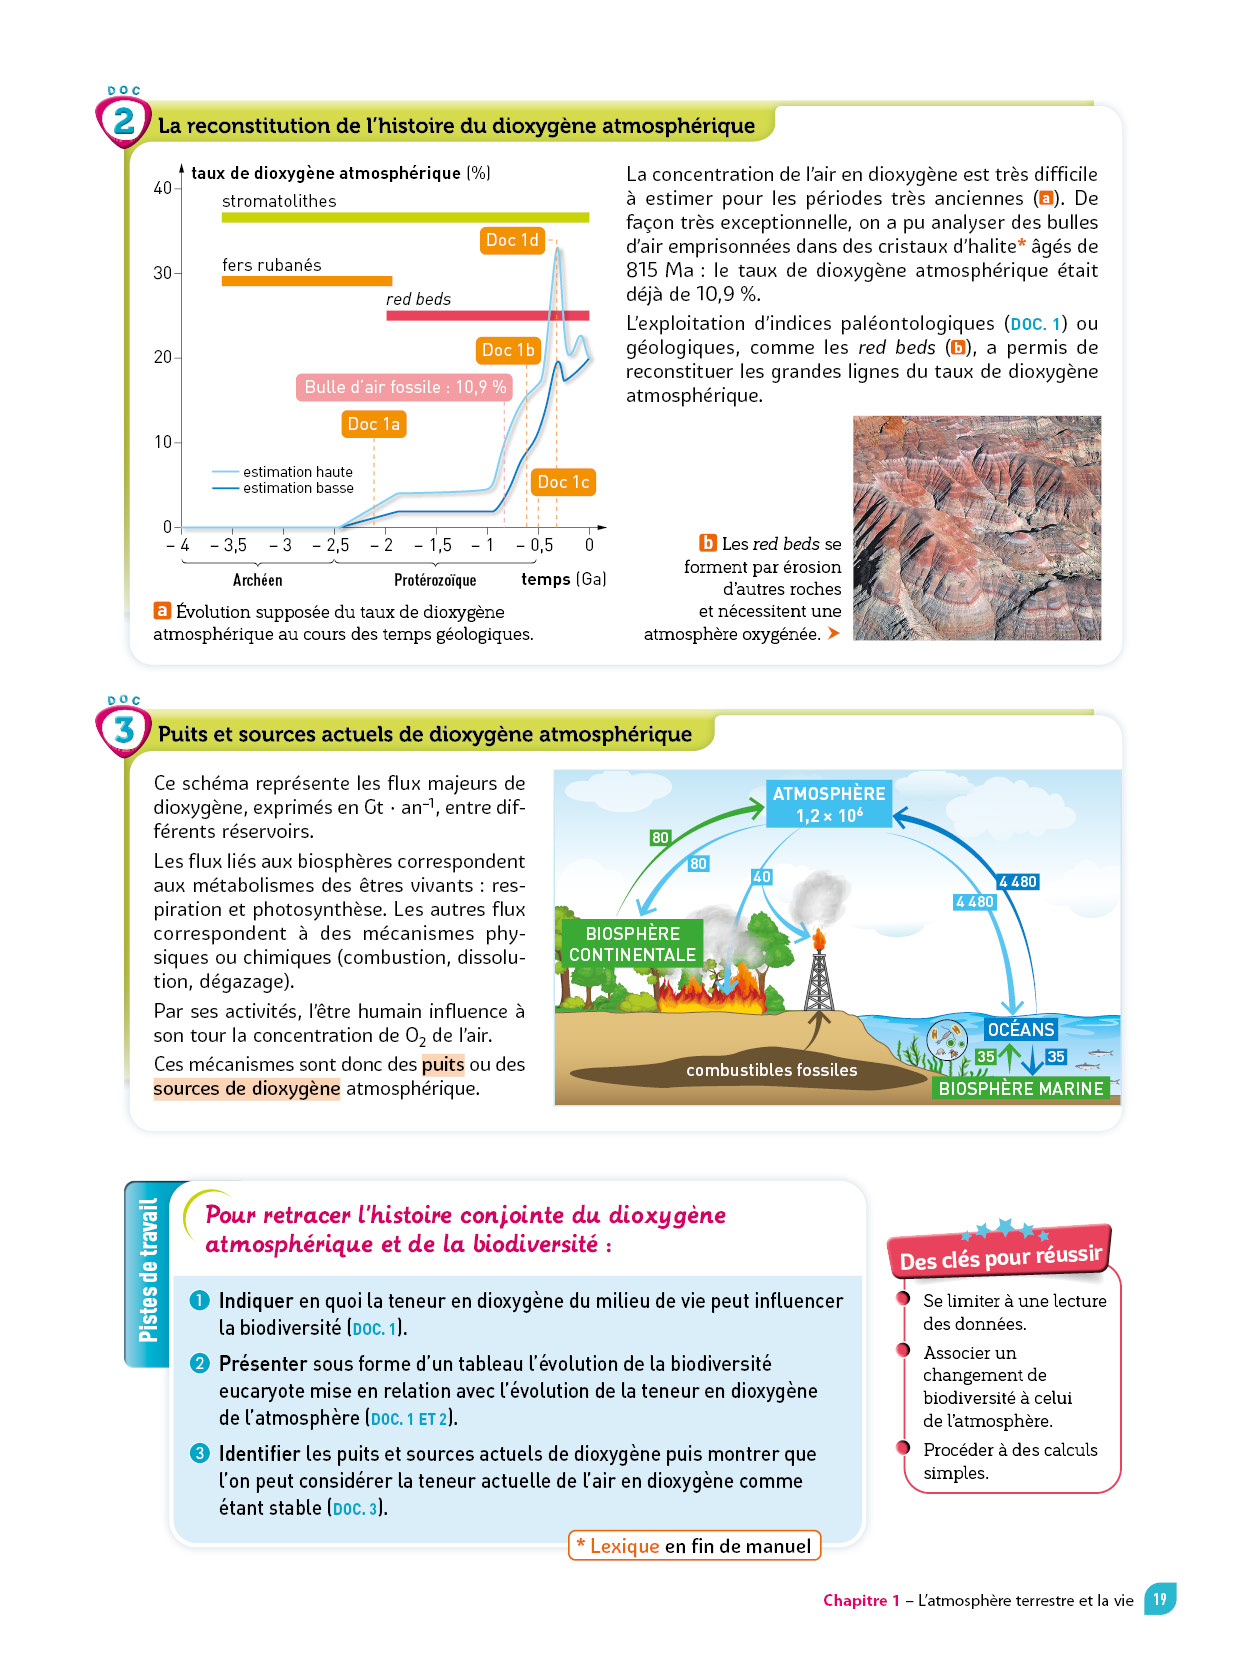 DOC
2
La reconstitution de l'histoire du dioxygène atmosphérique
taux de dioxygène atmosphérique (%)
40
stromatolithes
Doc 1d
fers rubanés
30
red beds
Doc 1b
20
Bulle d'air fossile : 10,9 %
Doc 1a
10
estimation haute
estimation basse
Doc 1c
0
– 4 – 3,5 – 3 – 2,5 – 2 – 1,5 – 1 – 0,5 0
Archéen Protérozoïque temps (Ga)
a Évolution supposée du taux de dioxygène
atmosphérique au cours des temps géologiques.
La concentration de l'air en dioxygène est très difficile
à estimer pour les périodes très anciennes (a). De
façon très exceptionnelle, on a pu analyser des bulles
d'air emprisonnées dans des cristaux d'halite* âgés de
815 Ma : le taux de dioxygène atmosphérique était
déjà de 10,9 %.
L'exploitation d'indices paléontologiques (DOC. 1) ou
géologiques, comme les red beds (b), a permis de
reconstituer les grandes lignes du taux de dioxygène
atmosphérique.
b Les red beds se
forment par érosion
d'autres roches
et nécessitent une
atmosphère oxygénée.
DOC
3
Puits et sources actuels de dioxygène atmosphérique
Ce schéma représente les flux majeurs de
dioxygène, exprimés en Gt · an⁻¹, entre dif-
férents réservoirs.
Les flux liés aux biosphères correspondent
aux métabolismes des êtres vivants : res-
piration et photosynthèse. Les autres flux
correspondent à des mécanismes phy-
siques ou chimiques (combustion, dissolu-
tion, dégazage).
Par ses activités, l'être humain influence à
son tour la concentration de O₂ de l'air.
Ces mécanismes sont donc des puits ou des
sources de dioxygène atmosphérique.
ATMOSPHÈRE
1,2 × 10⁶
80
80
40
4 480
4 480
BIOSPHÈRE
CONTINENTALE
OCÉANS
35
35
combustibles fossiles
BIOSPHÈRE MARINE
Pistes de travail
Pour retracer l'histoire conjointe du dioxygène
atmosphérique et de la biodiversité :
1 Indiquer en quoi la teneur en dioxygène du milieu de vie peut influencer
la biodiversité (DOC. 1).
2 Présenter sous forme d'un tableau l'évolution de la biodiversité
eucaryote mise en relation avec l'évolution de la teneur en dioxygène
de l'atmosphère (DOC. 1 ET 2).
3 Identifier les puits et sources actuels de dioxygène puis montrer que
l'on peut considérer la teneur actuelle de l'air en dioxygène comme
étant stable (DOC. 3).
* Lexique en fin de manuel
Des clés pour réussir
Se limiter à une lecture
des données.
Associer un
changement de
biodiversité à celui
de l'atmosphère.
Procéder à des calculs
simples.
Chapitre 1 – L'atmosphère terrestre et la vie 19